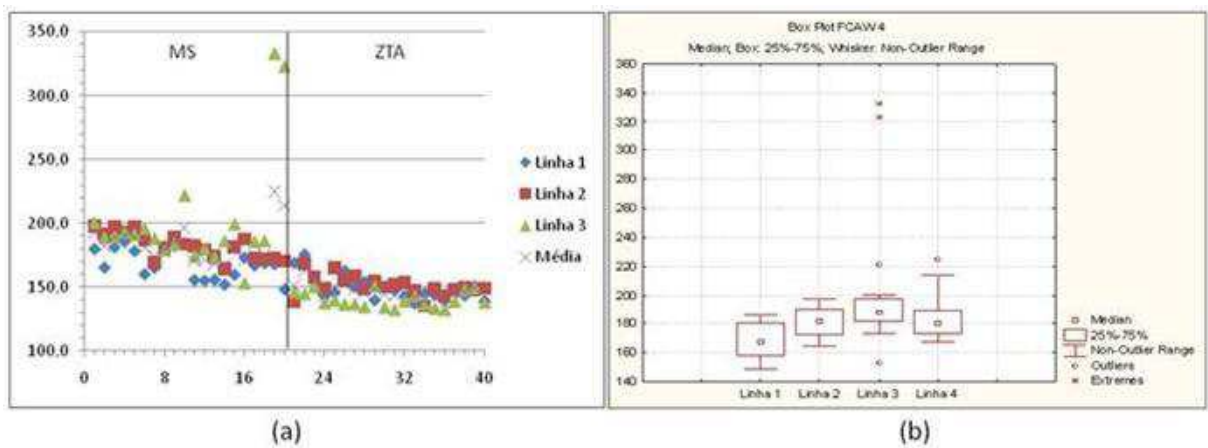 350,0
300,0
250,0
200,0
150,0
100,0
MS
ZTA
0
8
16
24
32
40
Linha 1
Linha 2
Linha 3
Média
(a)
Box Plot FCAW 4
Median; Box: 25%-75%; Whisker: Non-Outlier Range
360
340
320
300
280
260
240
220
200
180
160
140
Linha 1
Linha 2
Linha 3
Linha 4
Median
25%-75%
Non-Outlier Range
Outliers
Extremes
(b)